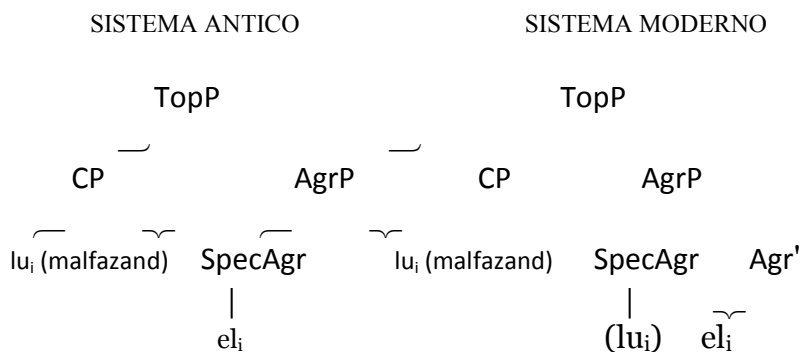 SISTEMA ANTICO SISTEMA MODERNO
TopP TopP
CP AgrP CP AgrP
luᵢ (malfazand) SpecAgr luᵢ (malfazand) SpecAgr Agr'
elᵢ (luᵢ) elᵢ